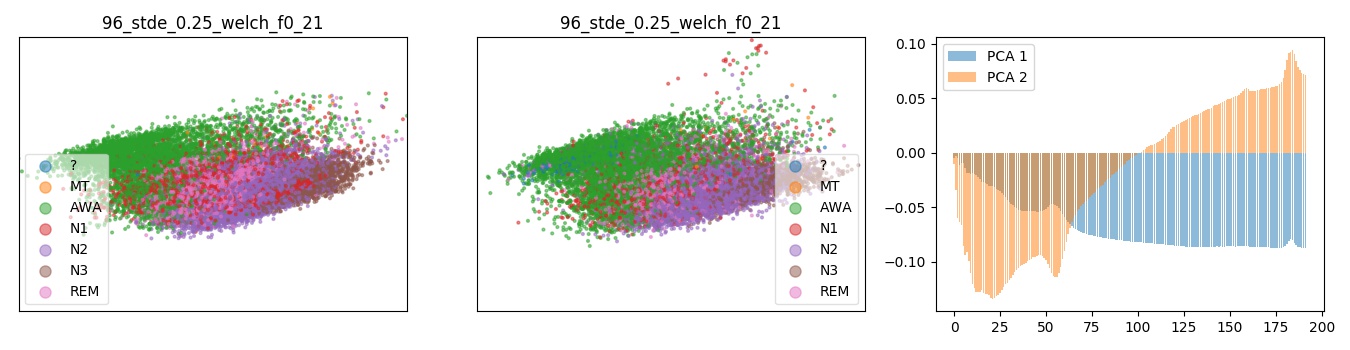 96_stde_0.25_welch_f0_21
?
MT
AWA
N1
N2
N3
REM
96_stde_0.25_welch_f0_21
?
MT
AWA
N1
N2
N3
REM
PCA 1
PCA 2
0.10
0.05
0.00
−0.05
−0.10
0 25 50 75 100 125 150 175 200